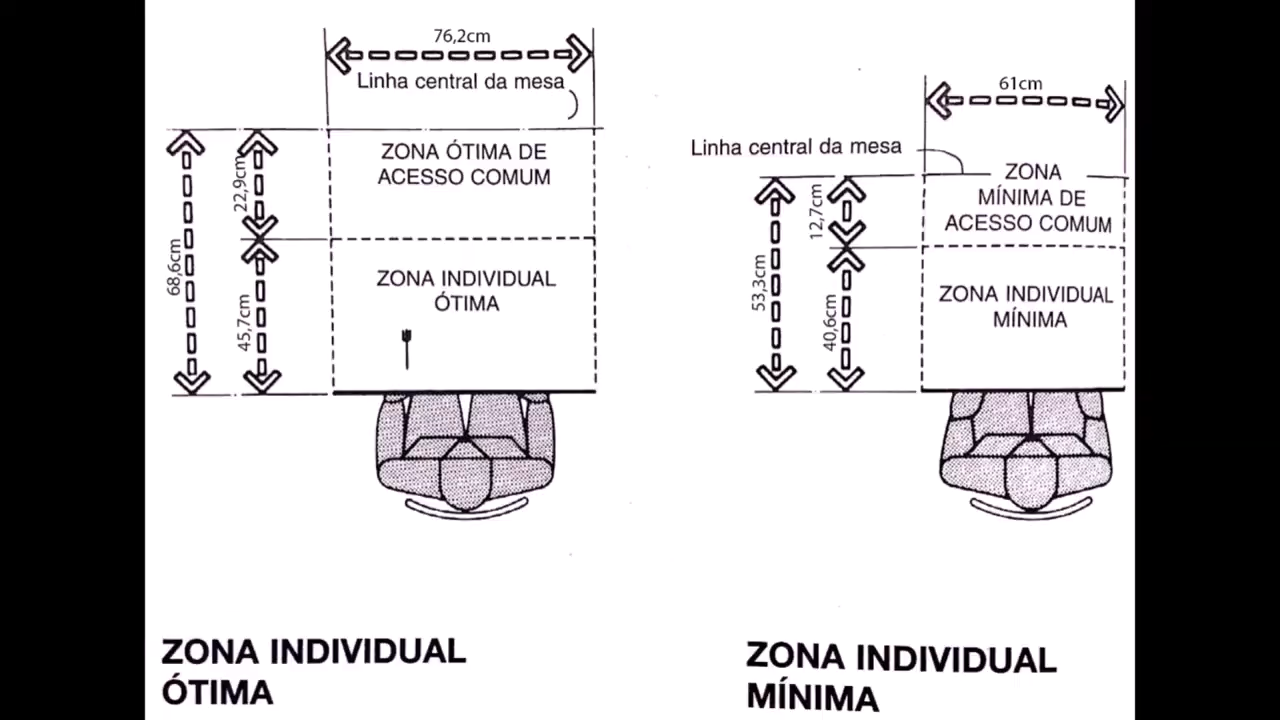 76,2cm
Linha central da mesa
ZONA ÓTIMA DE
ACESSO COMUM
22,9cm
68,6cm
45,7cm
ZONA INDIVIDUAL
ÓTIMA
ZONA INDIVIDUAL
ÓTIMA
61cm
Linha central da mesa
ZONA
MÍNIMA DE
ACESSO COMUM
12,7cm
53,3cm
40,6cm
ZONA INDIVIDUAL
MÍNIMA
ZONA INDIVIDUAL
MÍNIMA